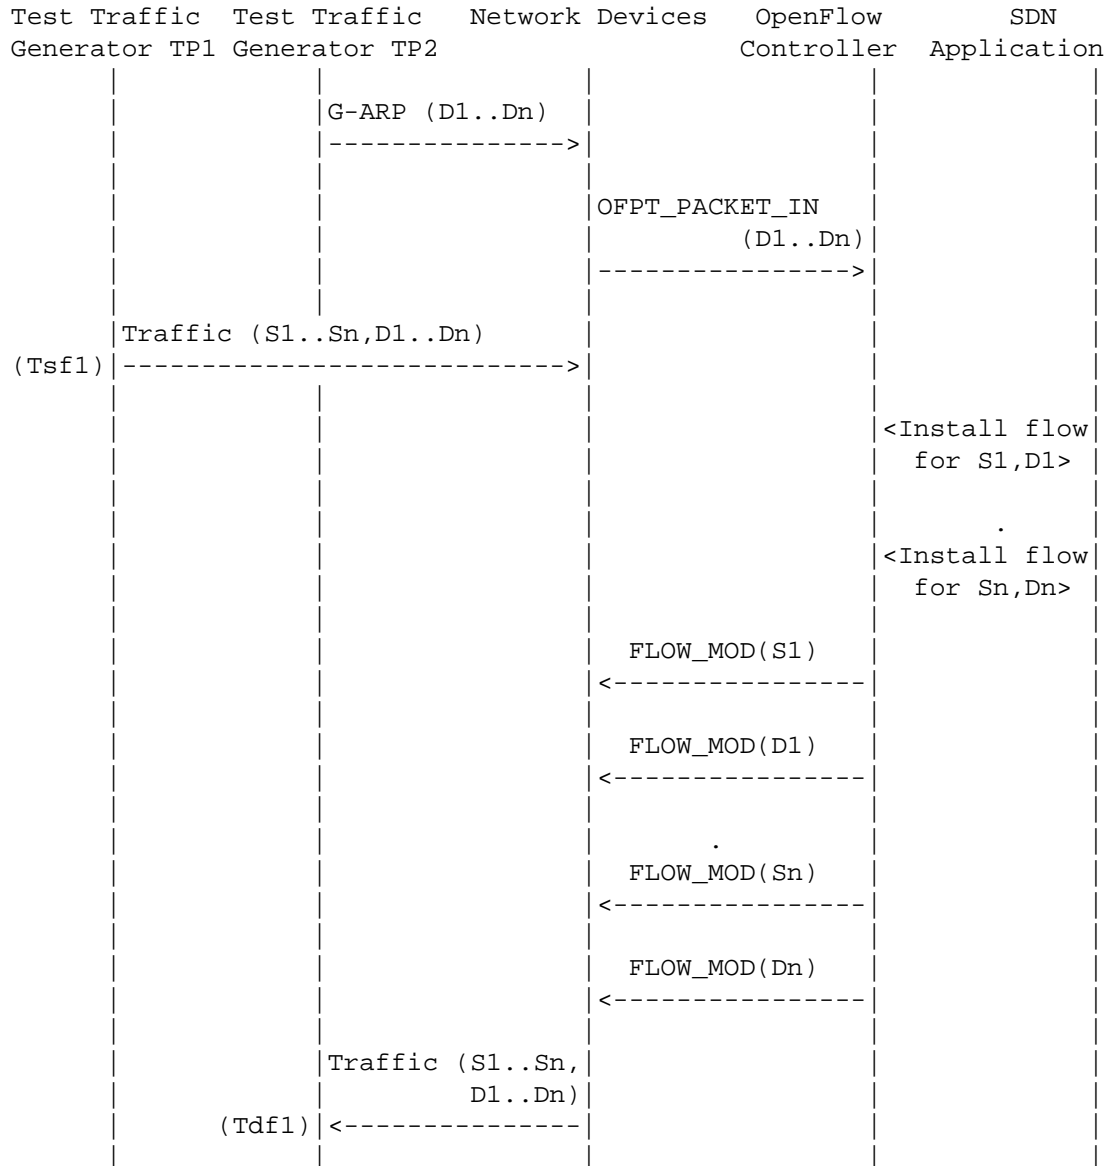 Test Traffic  Test Traffic   Network Devices   OpenFlow        SDN
Generator TP1 Generator TP2                   Controller  Application
G-ARP (D1..Dn)
--------------->
OFPT_PACKET_IN
(D1..Dn)
---------------->
Traffic (S1..Sn,D1..Dn)
(Tsf1)|---------------------------->
<Install flow
for S1,D1>
.
<Install flow
for Sn,Dn>
FLOW_MOD(S1)
<----------------
FLOW_MOD(D1)
<----------------
.
FLOW_MOD(Sn)
<----------------
FLOW_MOD(Dn)
<----------------
Traffic (S1..Sn,
D1..Dn)
(Tdf1)|<---------------